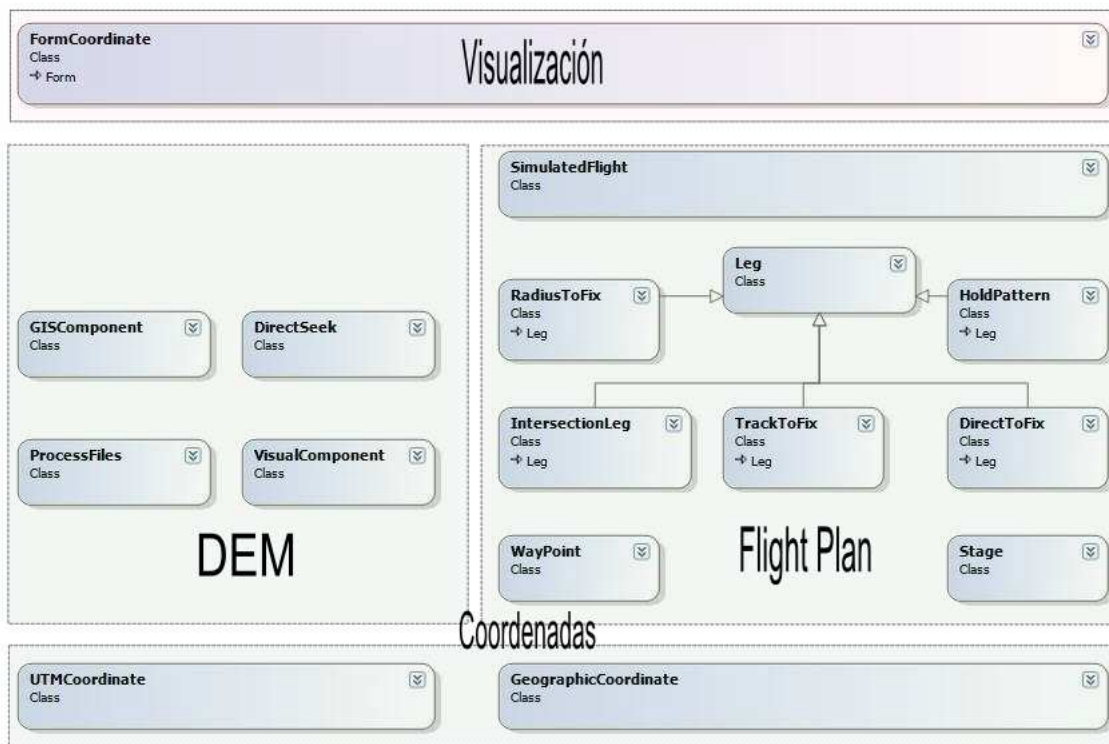 FormCoordinate
Class
Form
Visualización
SimulatedFlight
Class
Leg
Class
RadiusToFix
Class
Leg
HoldPattern
Class
Leg
GISComponent
Class
DirectSeek
Class
IntersectionLeg
Class
Leg
TrackToFix
Class
Leg
DirectToFix
Class
Leg
ProcessFiles
Class
VisualComponent
Class
DEM
WayPoint
Class
Flight Plan
Stage
Class
Coordenadas
UTMCoordinate
Class
GeographicCoordinate
Class